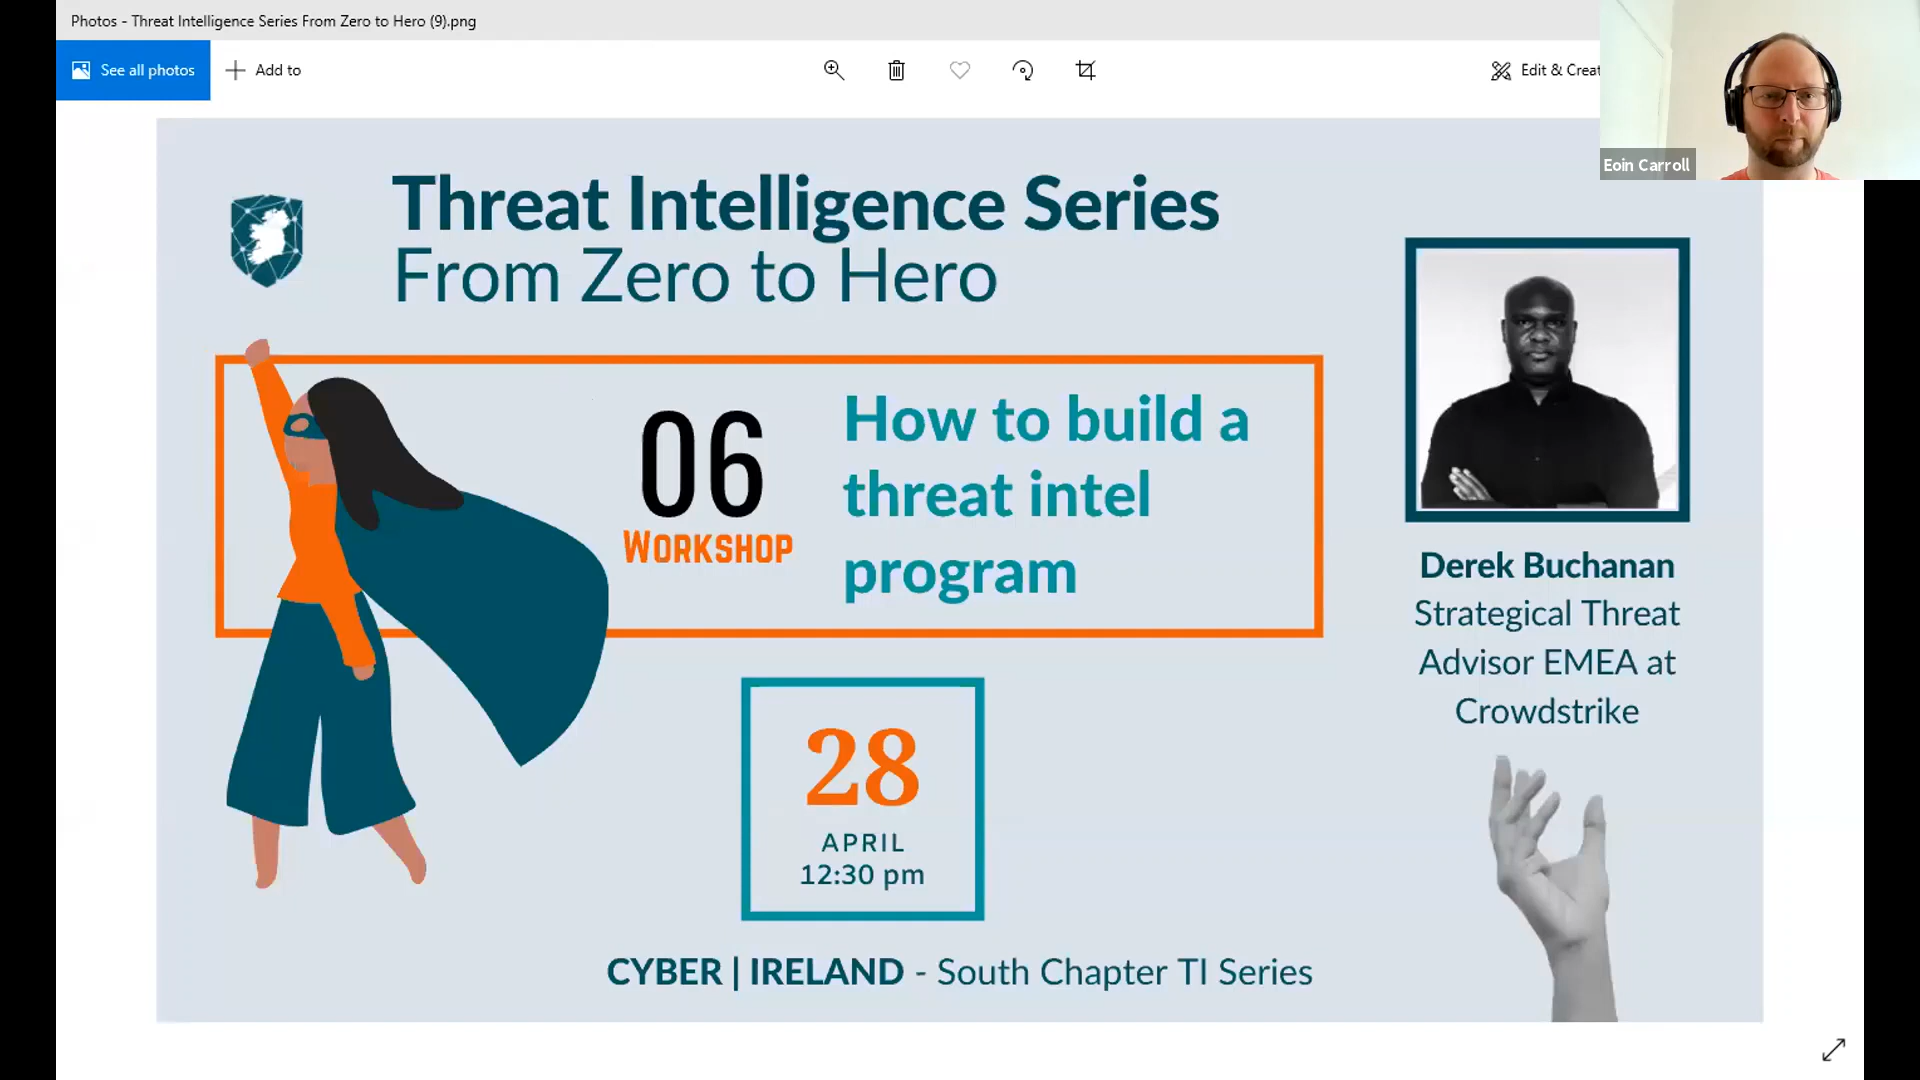 Photos - Threat Intelligence Series From Zero to Hero (9).png
See all photos
Add to
Edit & Creat
Eoin Carroll
Threat Intelligence Series
From Zero to Hero
06
WORKSHOP
How to build a
threat intel
program
Derek Buchanan
Strategical Threat
Advisor EMEA at
Crowdstrike
28
APRIL
12:30 pm
CYBER | IRELAND - South Chapter TI Series